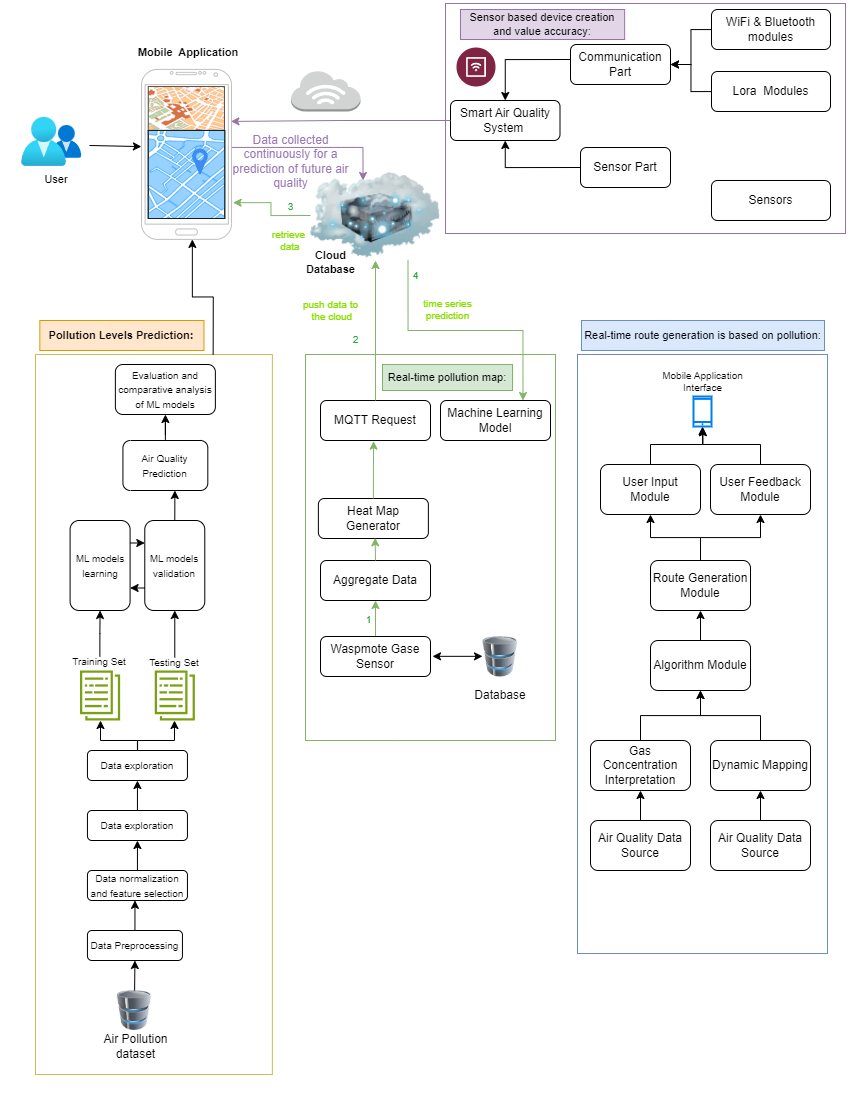 Mobile Application
User
Data collected
continuously for a
prediction of future air
quality
Sensor based device creation
and value accuracy:
Communication
Part
WiFi & Bluetooth
modules
Lora Modules
Smart Air Quality
System
Sensor Part
Sensors
3
retrieve
data
Cloud
Database
push data to
the cloud
2
4
time series
prediction
Pollution Levels Prediction:
Evaluation and
comparative analysis
of ML models
Air Quality
Prediction
ML models
learning
ML models
validation
Training Set
Testing Set
Data exploration
Data exploration
Data normalization
and feature selection
Data Preprocessing
Air Pollution
dataset
Real-time pollution map:
MQTT Request
Machine Learning
Model
Heat Map
Generator
Aggregate Data
1
Waspmote Gase
Sensor
Database
Real-time route generation is based on pollution:
Mobile Application
Interface
User Input
Module
User Feedback
Module
Route Generation
Module
Algorithm Module
Gas
Concentration
Interpretation
Dynamic Mapping
Air Quality Data
Source
Air Quality Data
Source